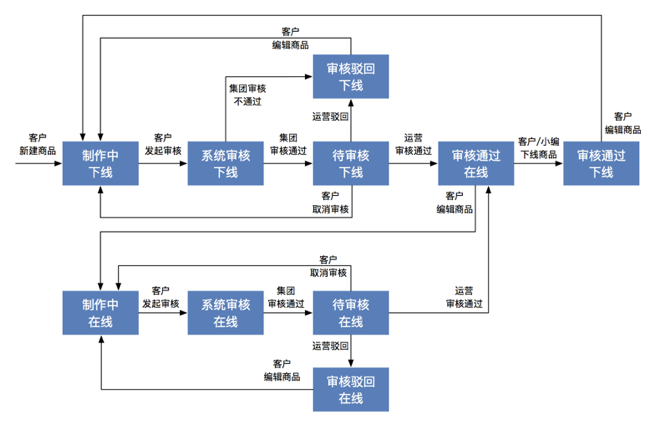 客户
编辑商品
审核驳回
下线
集团审核
不通过
运营驳回
客户
编辑商品
客户
新建商品
制作中
下线
客户
发起审核
系统审核
下线
集团
审核通过
待审核
下线
运营
审核通过
审核通过
在线
客户/小编
下线商品
审核通过
下线
客户
取消审核
客户
编辑商品
客户
取消审核
制作中
在线
客户
发起审核
系统审核
在线
集团
审核通过
待审核
在线
运营
审核通过
运营驳回
客户
编辑商品
审核驳回
在线